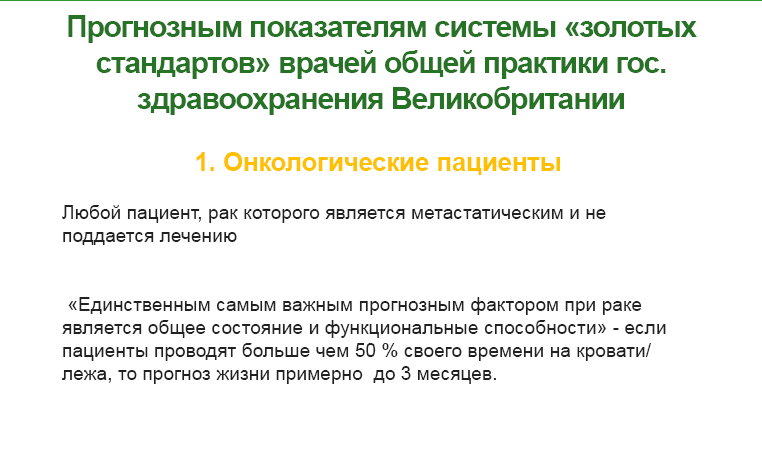 Прогнозным показателям системы «золотых
стандартов» врачей общей практики гос.
здравоохранения Великобритании
1. Онкологические пациенты
Любой пациент, рак которого является метастатическим и не
поддается лечению
«Единственным самым важным прогнозным фактором при раке
является общее состояние и функциональные способности» - если
пациенты проводят больше чем 50 % своего времени на кровати/
лежа, то прогноз жизни примерно  до 3 месяцев.